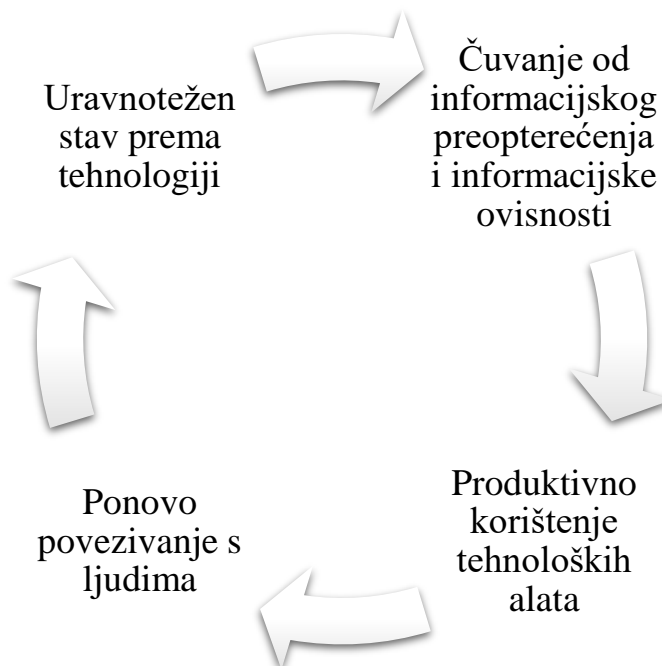 Uravnotežen
stav prema
tehnologiji
Čuvanje od
informacijskog
preopterećenja
i informacijske
ovisnosti
Produktivno
korištenje
tehnoloških
alata
Ponovo
povezivanje s
ljudima